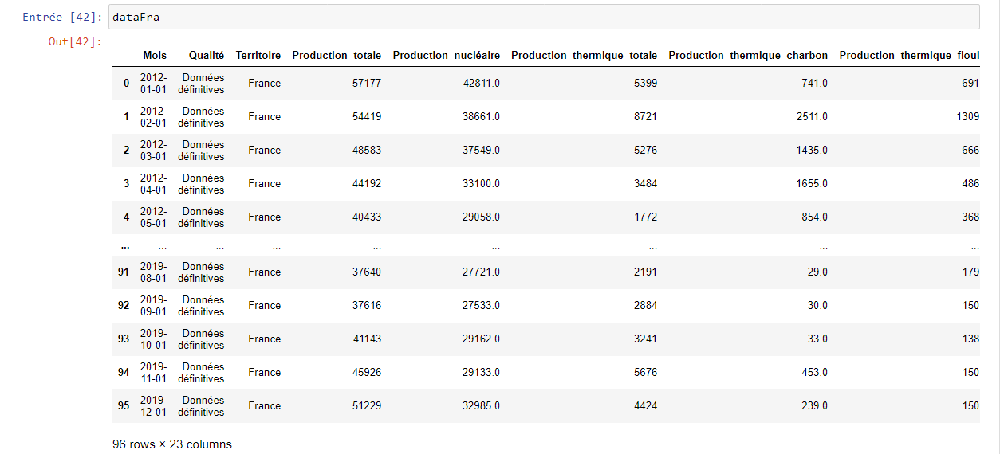 Entrée [42]: dataFra
Out[42]:
Mois Qualité Territoire Production_totale Production_nucléaire Production_thermique_totale Production_thermique_charbon Production_thermique_fioul
0 2012-01-01 Données définitives France 57177 42811.0 5399 741.0 691
1 2012-02-01 Données définitives France 54419 38661.0 8721 2511.0 1309
2 2012-03-01 Données définitives France 48583 37549.0 5276 1435.0 666
3 2012-04-01 Données définitives France 44192 33100.0 3484 1655.0 486
4 2012-05-01 Données définitives France 40433 29058.0 1772 854.0 368
... ... ... ... ... ... ... ... ...
91 2019-08-01 Données définitives France 37640 27721.0 2191 29.0 179
92 2019-09-01 Données définitives France 37616 27533.0 2884 30.0 150
93 2019-10-01 Données définitives France 41143 29162.0 3241 33.0 138
94 2019-11-01 Données définitives France 45926 29133.0 5676 453.0 150
95 2019-12-01 Données définitives France 51229 32985.0 4424 239.0 150
96 rows × 23 columns